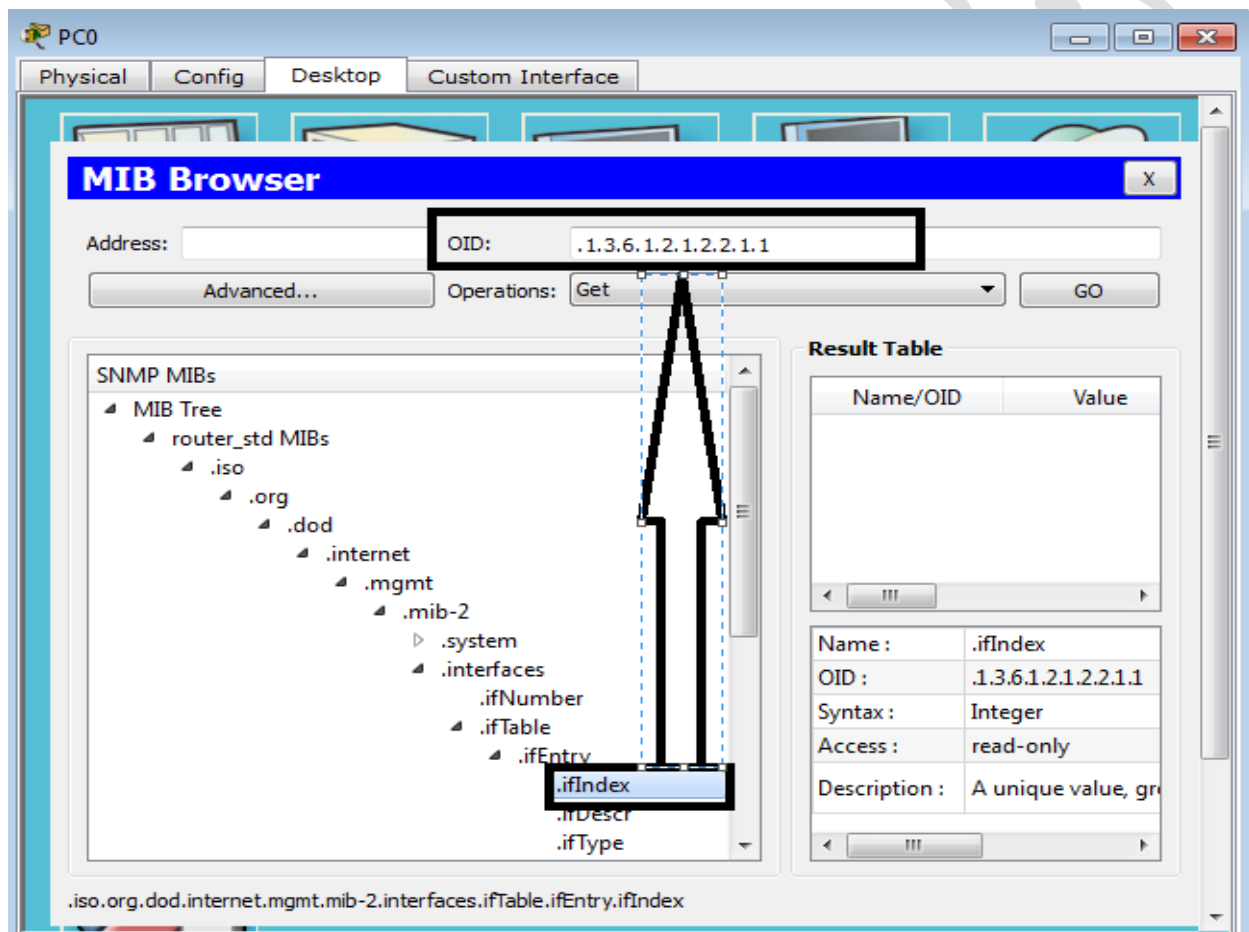 PC0
Physical Config Desktop Custom Interface
MIB Browser X
Address: OID: .1.3.6.1.2.1.2.2.1.1
Advanced... Operations: Get GO
SNMP MIBs
MIB Tree
router_std MIBs
.iso
.org
.dod
.internet
.mgmt
.mib-2
.system
.interfaces
.ifNumber
.ifTable
.ifEntry
.ifIndex
.ifDescr
.ifType
Result Table
Name/OID Value
Name : .ifIndex
OID : .1.3.6.1.2.1.2.2.1.1
Syntax : Integer
Access : read-only
Description : A unique value, gre
.iso.org.dod.internet.mgmt.mib-2.interfaces.ifTable.ifEntry.ifIndex